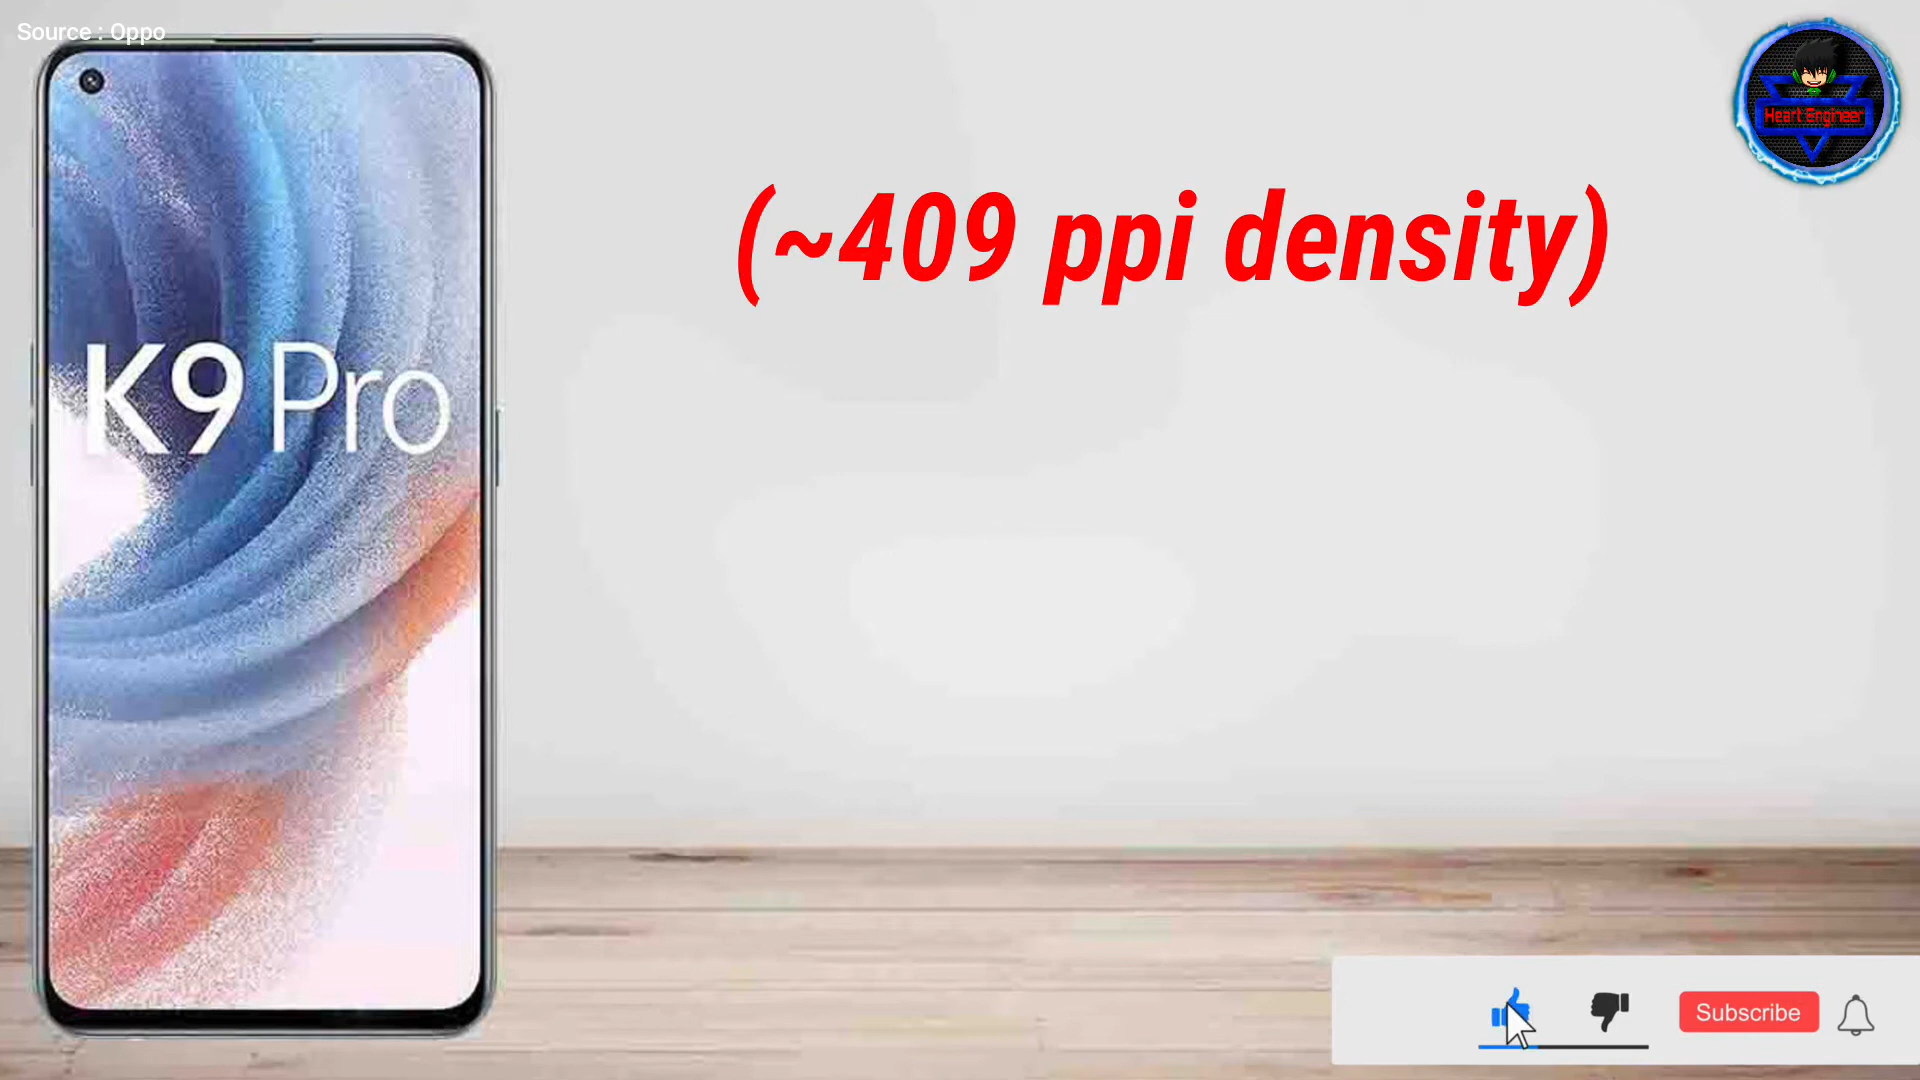 Source : Oppo
Heart Engineer
(~409 ppi density)
K9 Pro
Subscribe